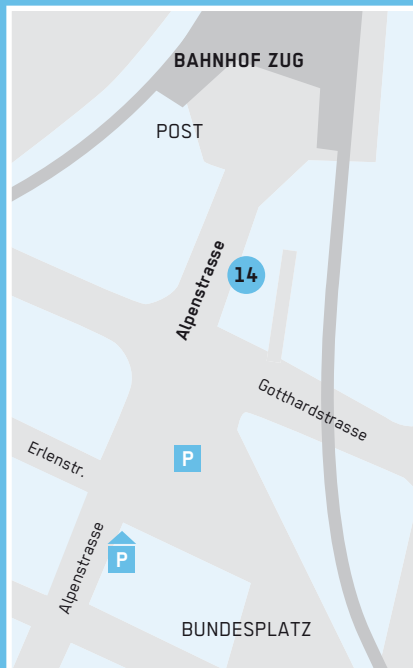 BAHNHOF ZUG
POST
Alpenstrasse
14
Gotthardstrasse
Erlenstr.
P
Alpenstrasse
P
BUNDESPLATZ